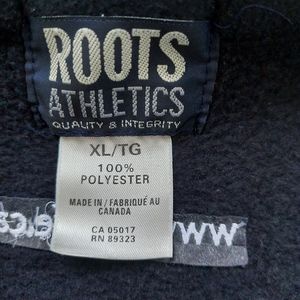 ROOTS
ATHLETICS
QUALITY & INTEGRITY
XL/TG
100%
POLYESTER
MADE IN / FABRIQUÉ AU
CANADA
CA 05017
RN 89323
WW